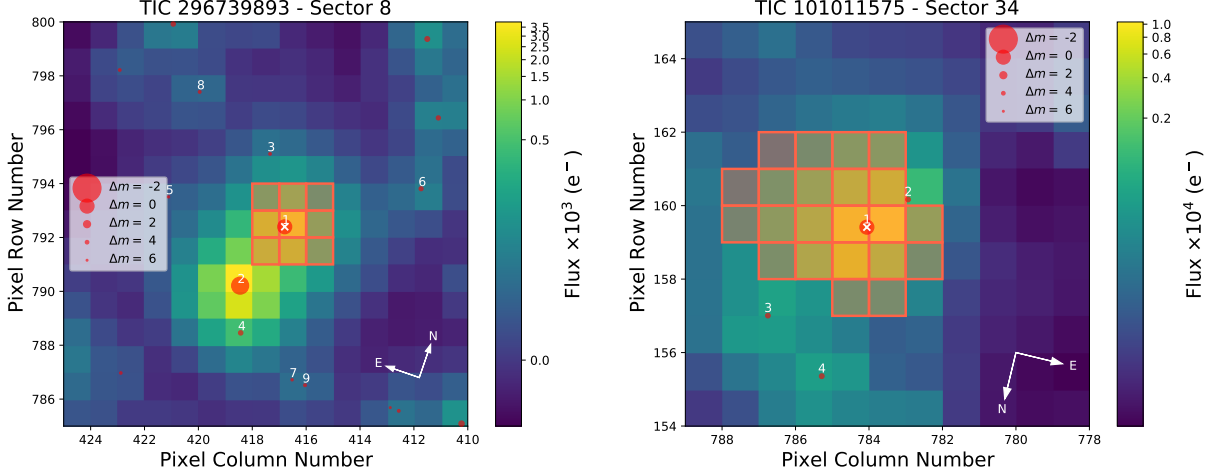 TIC 296739893 - Sector 8
800
798
796
794
792
790
788
786
424
422
420
418
416
414
412
410
Pixel Row Number
Pixel Column Number
Δm = -2
Δm = 0
Δm = 2
Δm = 4
Δm = 6
1
2
3
4
5
6
7
8
9
N
E
3.5
3.0
2.5
2.0
1.5
1.0
0.5
0.0
Flux ×10³ (e⁻)
TIC 101011575 - Sector 34
164
162
160
158
156
154
788
786
784
782
780
778
Pixel Row Number
Pixel Column Number
Δm = -2
Δm = 0
Δm = 2
Δm = 4
Δm = 6
1
2
3
4
E
N
1.0
0.8
0.6
0.4
0.2
Flux ×10⁴ (e⁻)